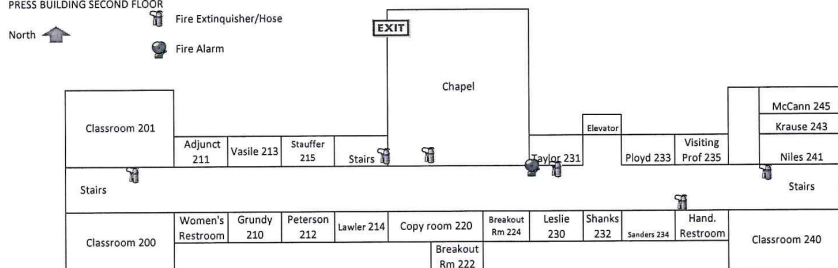 PRESS BUILDING SECOND FLOOR
Fire Extinguisher/Hose
North
Fire Alarm
EXIT
Chapel
Classroom 201
Adjunct
211
Vasile 213
Stauffer
215
Stairs
Taylor 231
Elevator
Ployd 233
Visiting
Prof 235
McCann 245
Krause 243
Niles 241
Stairs
Stairs
Classroom 200
Women's
Restroom
Grundy
210
Peterson
212
Lawler 214
Copy room 220
Breakout
Rm 222
Breakout
Rm 224
Leslie
230
Shanks
232
Sanders 234
Hand.
Restroom
Classroom 240